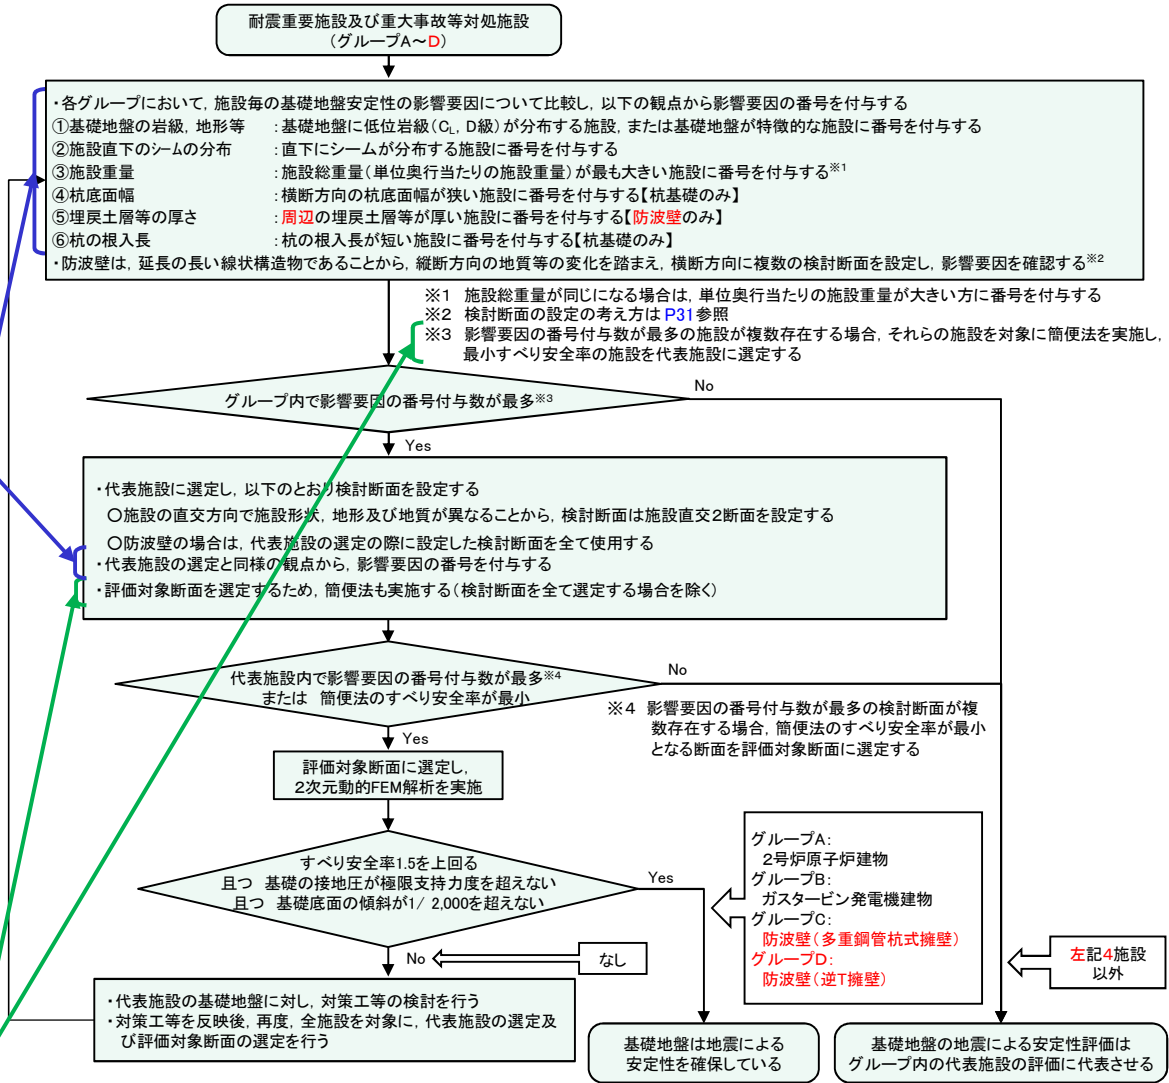 耐震重要施設及び重大事故等対処施設
(グループA～D)
・各グループにおいて，施設毎の基礎地盤安定性の影響要因について比較し，以下の観点から影響要因の番号を付与する
①基礎地盤の岩級，地形等　：基礎地盤に低位岩級(CL，D級)が分布する施設，または基礎地盤が特徴的な施設に番号を付与する
②施設直下のシームの分布　：直下にシームが分布する施設に番号を付与する
③施設重量　：施設総重量(単位奥行当たりの施設重量)が最も大きい施設に番号を付与する※1
④杭底面幅　：横断方向の杭底面幅が狭い施設に番号を付与する【杭基礎のみ】
⑤埋戻土層等の厚さ　：周辺の埋戻土層等が厚い施設に番号を付与する【防波壁のみ】
⑥杭の根入長　：杭の根入長が短い施設に番号を付与する【杭基礎のみ】
・防波壁は，延長の長い線状構造物であることから，縦断方向の地質等の変化を踏まえ，横断方向に複数の検討断面を設定し，影響要因を確認する※2
※1　施設総重量が同じになる場合は，単位奥行当たりの施設重量が大きい方に番号を付与する
※2　検討断面の設定の考え方はP31参照
※3　影響要因の番号付与数が最多の施設が複数存在する場合，それらの施設を対象に簡便法を実施し，
最小すべり安全率の施設を代表施設に選定する
グループ内で影響要因の番号付与数が最多※3
No
Yes
・代表施設に選定し，以下のとおり検討断面を設定する
○施設の直交方向で施設形状，地形及び地質が異なることから，検討断面は施設直交2断面を設定する
○防波壁の場合は，代表施設の選定の際に設定した検討断面を全て使用する
・代表施設の選定と同様の観点から，影響要因の番号を付与する
・評価対象断面を選定するため，簡便法も実施する(検討断面を全て選定する場合を除く)
代表施設内で影響要因の番号付与数が最多※4
または　簡便法のすべり安全率が最小
No
Yes
※4　影響要因の番号付与数が最多の検討断面が複
数存在する場合，簡便法のすべり安全率が最小
となる断面を評価対象断面に選定する
評価対象断面に選定し，
2次元動的FEM解析を実施
すべり安全率1.5を上回る
且つ　基礎の接地圧が極限支持力度を超えない
且つ　基礎底面の傾斜が1/ 2,000を超えない
Yes
No
なし
グループA：
2号炉原子炉建物
グループB：
ガスタービン発電機建物
グループC：
防波壁(多重鋼管杭式擁壁)
グループD：
防波壁(逆T擁壁)
左記4施設
以外
・代表施設の基礎地盤に対し，対策工等の検討を行う
・対策工等を反映後，再度，全施設を対象に，代表施設の選定及
び評価対象断面の選定を行う
基礎地盤は地震による
安定性を確保している
基礎地盤の地震による安定性評価は
グループ内の代表施設の評価に代表させる